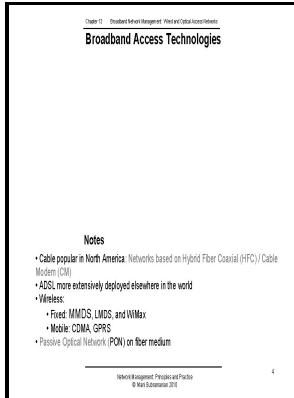 Chapter 13 Broadband Network Management: Wired and Optical Access Networks
Broadband Access Technologies
Notes
• Cable popular in North America: Networks based on Hybrid Fiber Coaxial (HFC) / Cable
Modem (CM)
• ADSL more extensively deployed elsewhere in the world
• Wireless:
• Fixed: MMDS, LMDS, and WiMax
• Mobile: CDMA, GPRS
• Passive Optical Network (PON) on fiber medium
4
Network Management: Principles and Practice
© Mani Subramanian 2010